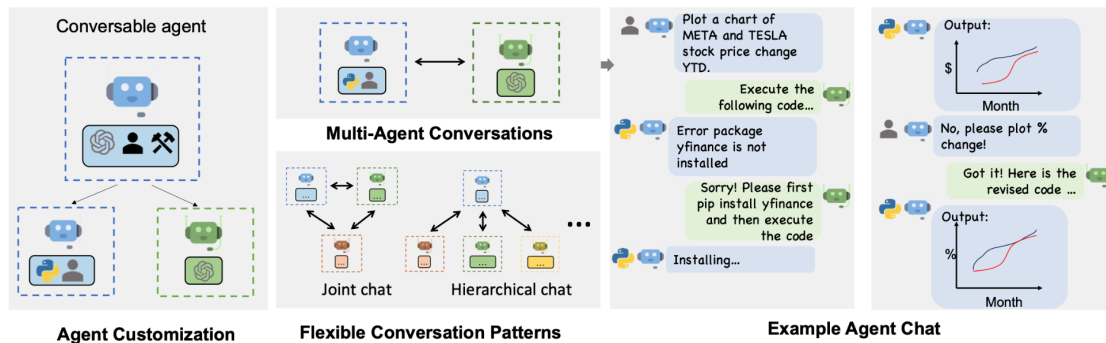 Conversable agent
Agent Customization
Multi-Agent Conversations
...
...
...
...
...
...
...
...
Joint chat
Hierarchical chat
Flexible Conversation Patterns
Plot a chart of
META and TESLA
stock price change
YTD.
Execute the
following code...
Error package
yfinance is not
installed
Sorry! Please first
pip install yfinance
and then execute
the code
Installing...
Output:
$
Month
No, please plot %
change!
Got it! Here is the
revised code ...
Output:
%
Month
Example Agent Chat